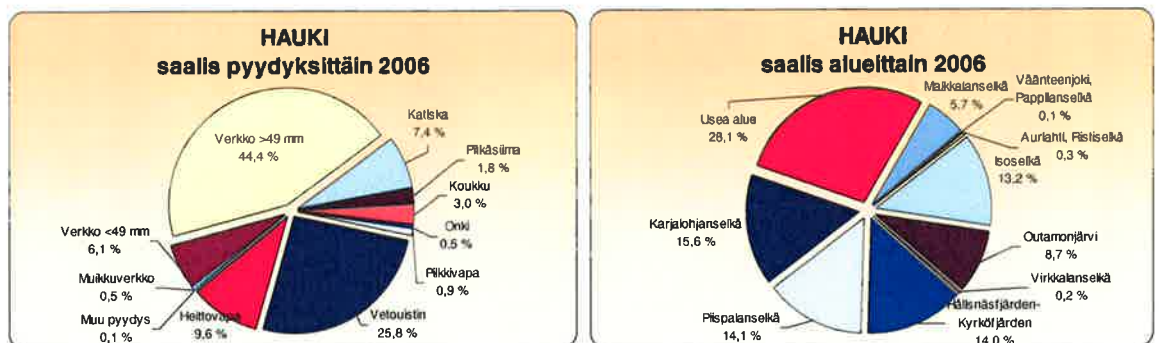 HAUKI
saalis pyydyksittäin 2006
Verkko >49 mm
44,4 %
Katiska
7,4 %
Pitkäsiima
1,8 %
Koukku
3,0 %
Onki
0,5 %
Pilkkivapa
0,9 %
Vetouistin
25,8 %
Heittovapa
9,6 %
Muu pyydys
0,1 %
Muikkuverkko
0,5 %
Verkko <49 mm
6,1 %
HAUKI
saalis alueittain 2006
Usea alue
28,1 %
Maikkalanselkä
5,7 %
Väänteenjoki,
Pappilanselkä
0,1 %
Aurlahti, Ristiselkä
0,3 %
Isoselkä
13,2 %
Outamonjärvi
8,7 %
Virkkalanselkä
0,2 %
Hållsnäsfjärden-
Kyrköfjärden
14,0 %
Piispalanselkä
14,1 %
Karjalohjanselkä
15,6 %